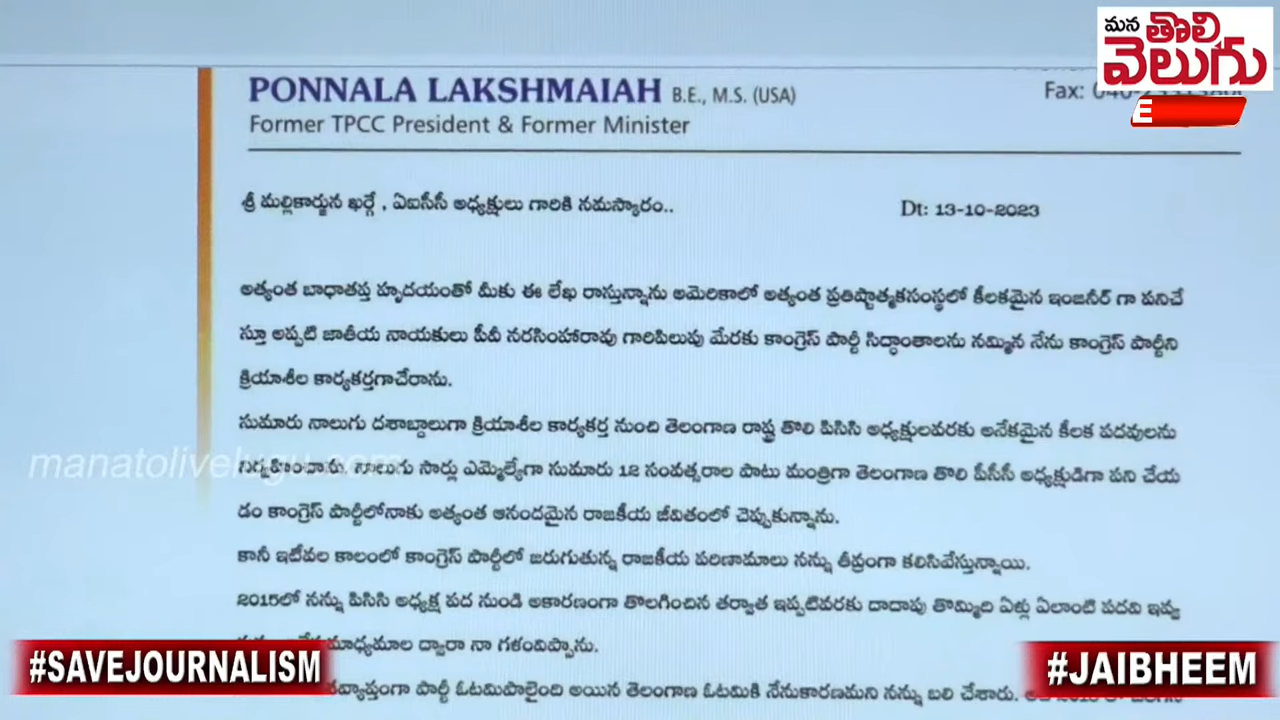 మన తొలి
వెలుగు
E
PONNALA LAKSHMAIAH B.E., M.S. (USA)
Fax:
Former TPCC President & Former Minister
శ్రీ మల్లికార్జున ఖర్గే , ఏఐసీసీ అధ్యక్షులు గారికి నమస్కారం..
Dt: 13-10-2023
అత్యంత బాధాతప్త హృదయంతో మీకు ఈ లేఖ రాస్తున్నాను అమెరికాలో అత్యంత ప్రతిష్ఠాత్మకసంస్థలో కీలకమైన ఇంజనీర్ గా పనిచే
స్తూ అప్పటి జాతీయ నాయకులు పీవీ నరసింహారావు గారిపిలుపు మేరకు కాంగ్రెస్ పార్టీ సిద్ధాంతాలను నమ్మిన నేను కాంగ్రెస్ పార్టీని
క్రియాశీల కార్యకర్తగాచేరాను.
సుమారు నాలుగు దశాబ్దాలుగా క్రియాశీల కార్యకర్త నుంచి తెలంగాణ రాష్ట్ర తొలి పిసిసి అధ్యక్షులవరకు అనేకమైన కీలక పదవులను
manatolivelugu.com
నిర్వహించాను. నాలుగు సార్లు ఎమ్మెల్యేగా సుమారు 12 సంవత్సరాల పాటు మంత్రిగా తెలంగాణ తొలి పీసీసీ అధ్యక్షుడిగా పని చేయ
డం కాంగ్రెస్ పార్టీలోనాకు అత్యంత ఆనందమైన రాజకీయ జీవితంలో చెప్పుకున్నాను.
కానీ ఇటీవల కాలంలో కాంగ్రెస్ పార్టీలో జరుగుతున్న రాజకీయ పరిణామాలు నన్ను తీవ్రంగా కలిసివేస్తున్నాయి.
2015లో నన్ను పిసిసి అధ్యక్ష పద నుండి అకారణంగా తొలగించిన తర్వాత ఇప్పటివరకు దాదాపు తొమ్మిది ఏళ్లు ఏలాంటి పదవి ఇవ్వ
మాధ్యమాల ద్వారా నా గళంవిప్పాను.
పార్టీ ఓటమిపాలైంది అయిన తెలంగాణ ఓటమికి నేనుకారణమని నన్ను బలి చేశారు.
#SAVEJOURNALISM
#JAIBHEEM